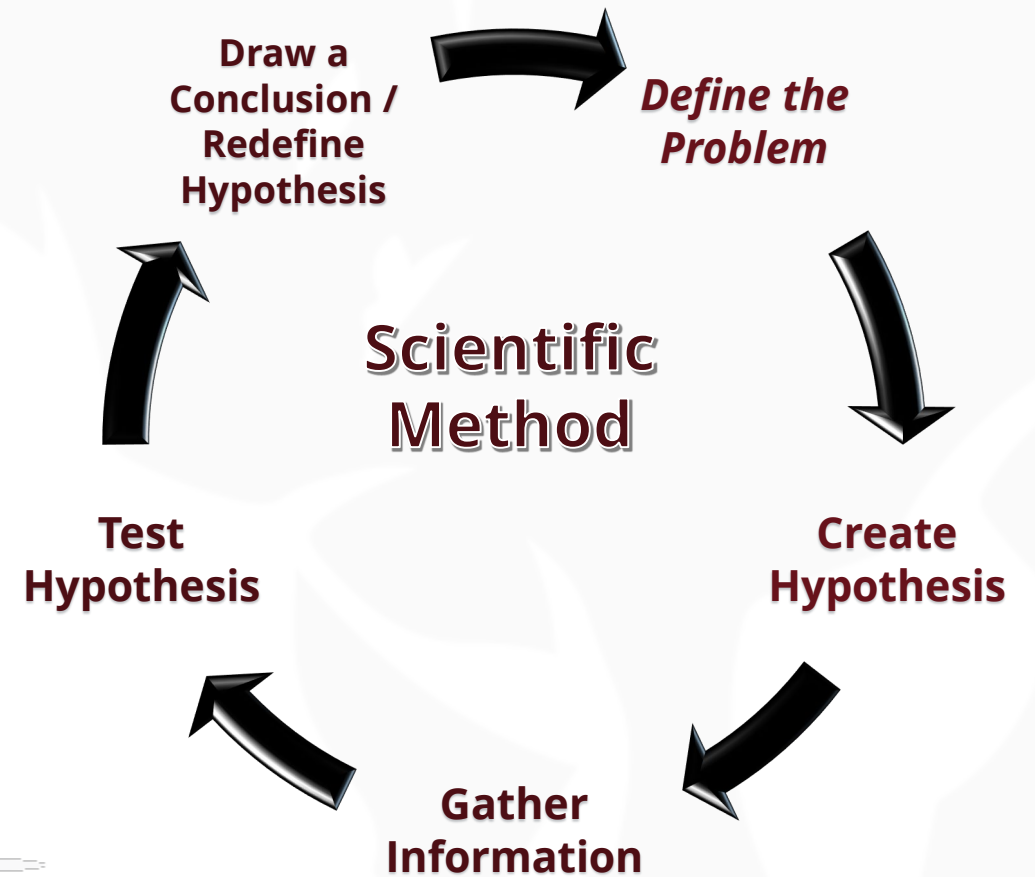 Draw a
Conclusion /
Redefine
Hypothesis
Define the
Problem
Scientific
Method
Test
Hypothesis
Create
Hypothesis
Gather
Information